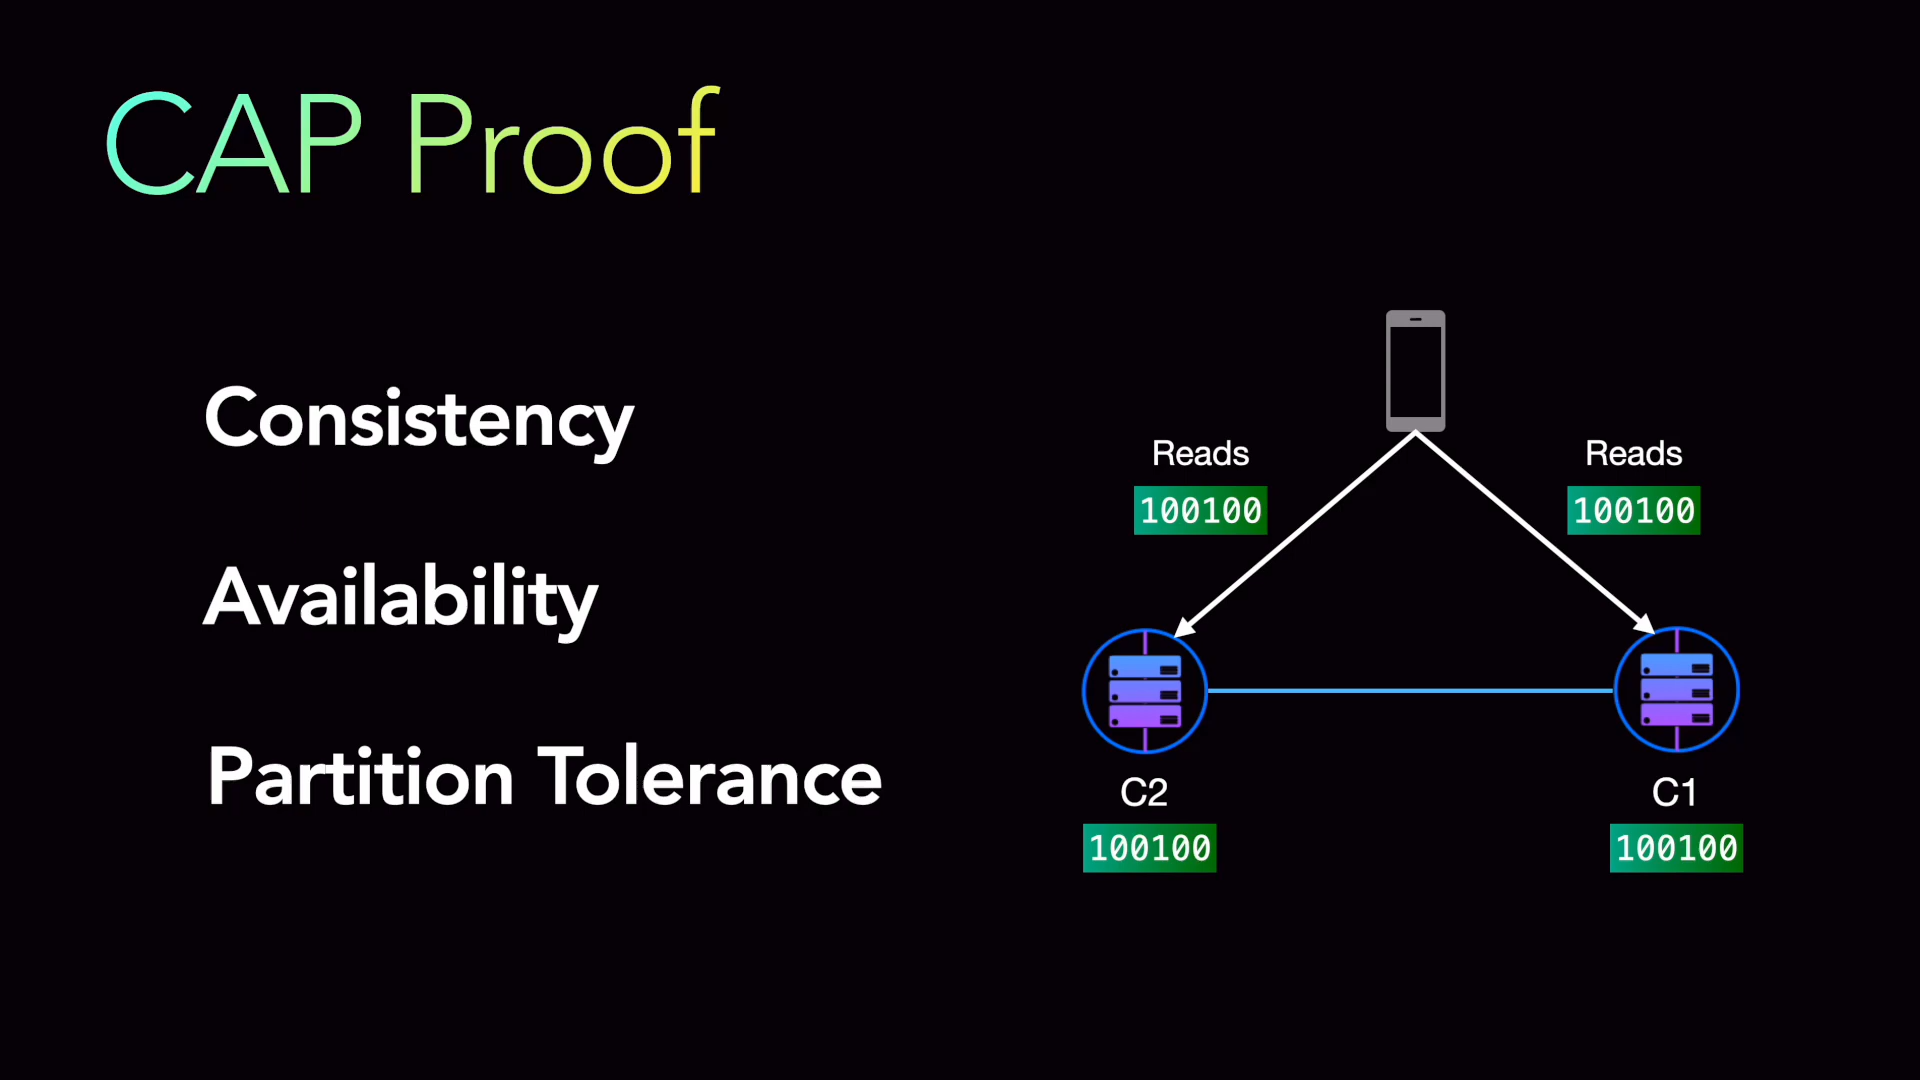 CAP Proof
Consistency
Availability
Partition Tolerance
Reads
100100
Reads
100100
C2
100100
C1
100100